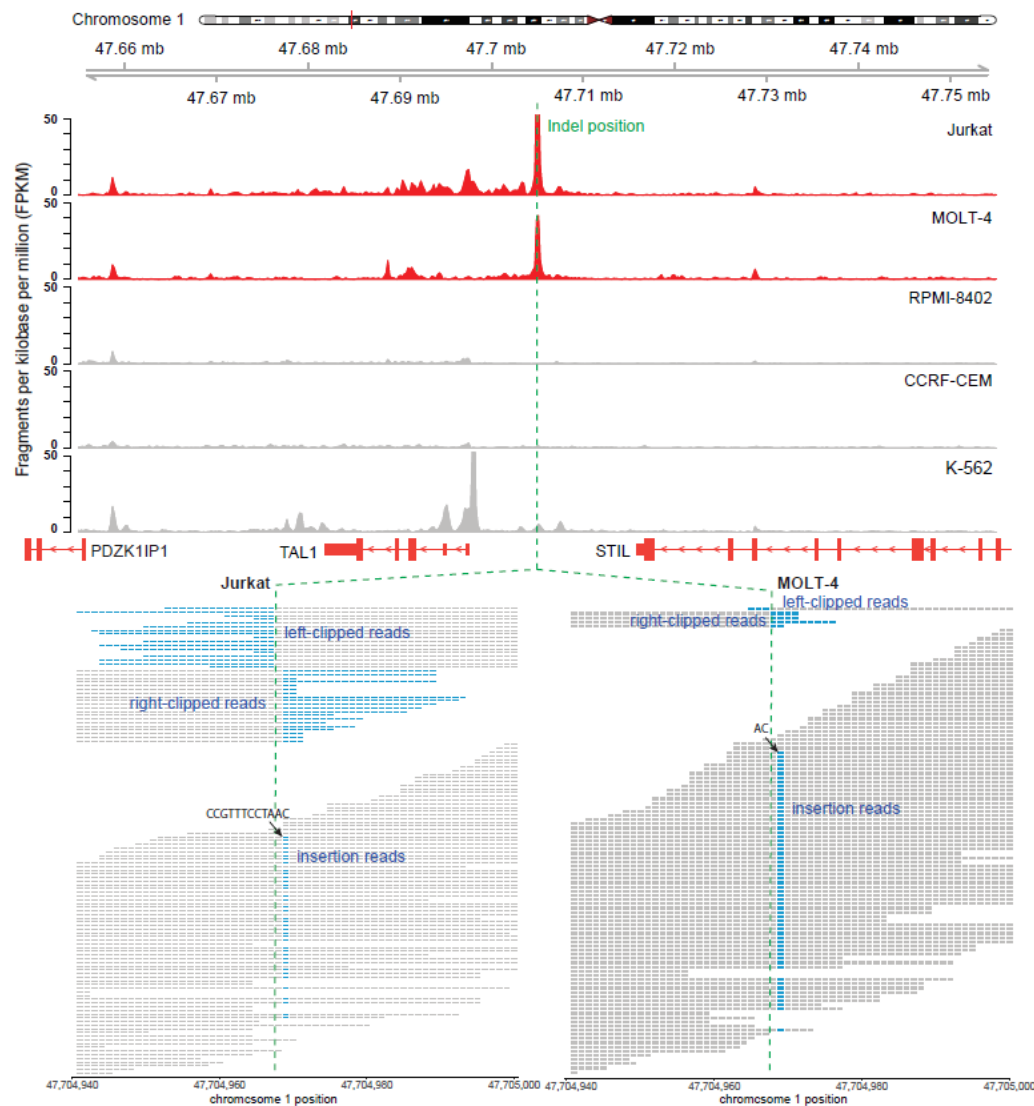 Chromosome 1
47.66 mb 47.68 mb 47.7 mb 47.72 mb 47.74 mb
47.67 mb 47.69 mb 47.71 mb 47.73 mb 47.75 mb
Fragments per kilobase per million (FPKM)
50
0
Indel position
Jurkat
50
0
MOLT-4
50
0
RPMI-8402
50
0
CCRF-CEM
50
0
K-562
PDZK1IP1 TAL1 STIL
Jurkat
left-clipped reads
right-clipped reads
CCGTTTCCTAAC
insertion reads
47,704,940 47,704,960 47,704,980 47,705,000
chromcsome 1 position
MOLT-4
left-clipped reads
right-clipped reads
AC
insertion reads
47,704,940 47,704,960 47,704,980 47,705,000
chromcsome 1 position